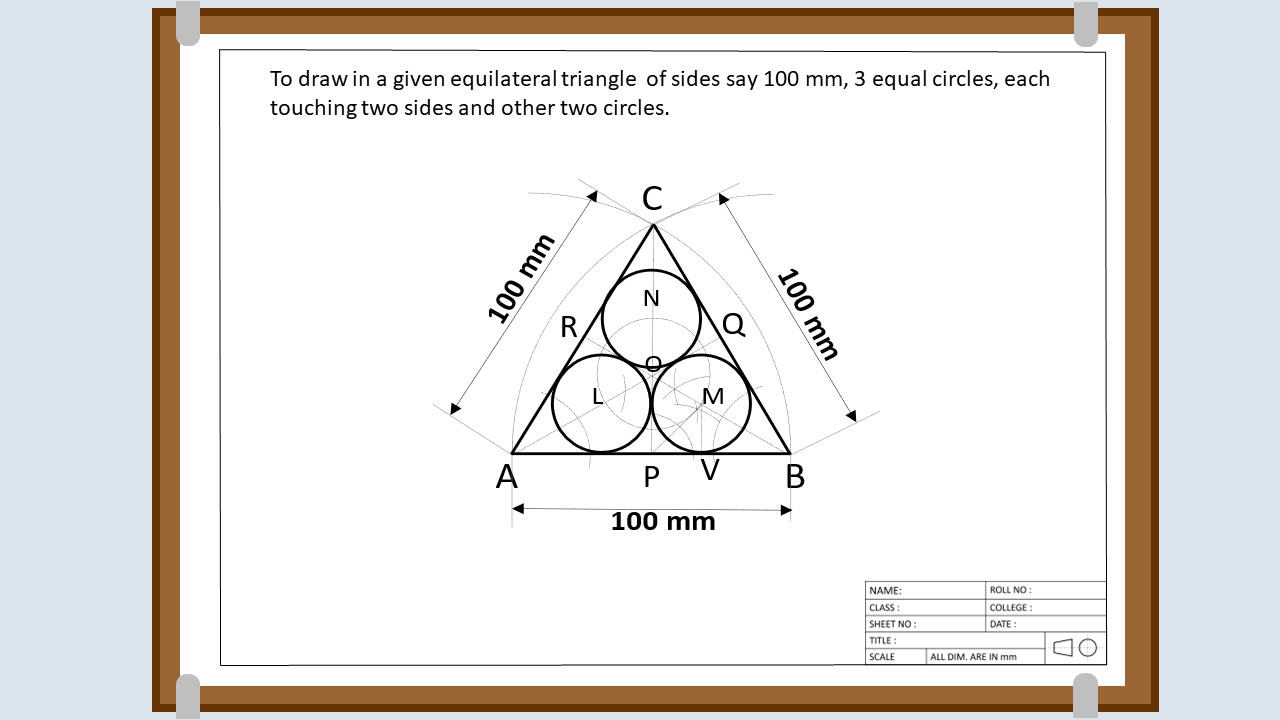 To draw in a given equilateral triangle of sides say 100 mm, 3 equal circles, each
touching two sides and other two circles.
C
100 mm
100 mm
N
R
Q
O
L
M
A
P
V
B
100 mm
NAME:
ROLL NO :
CLASS :
COLLEGE :
SHEET NO :
DATE :
TITLE :
SCALE
ALL DIM. ARE IN mm